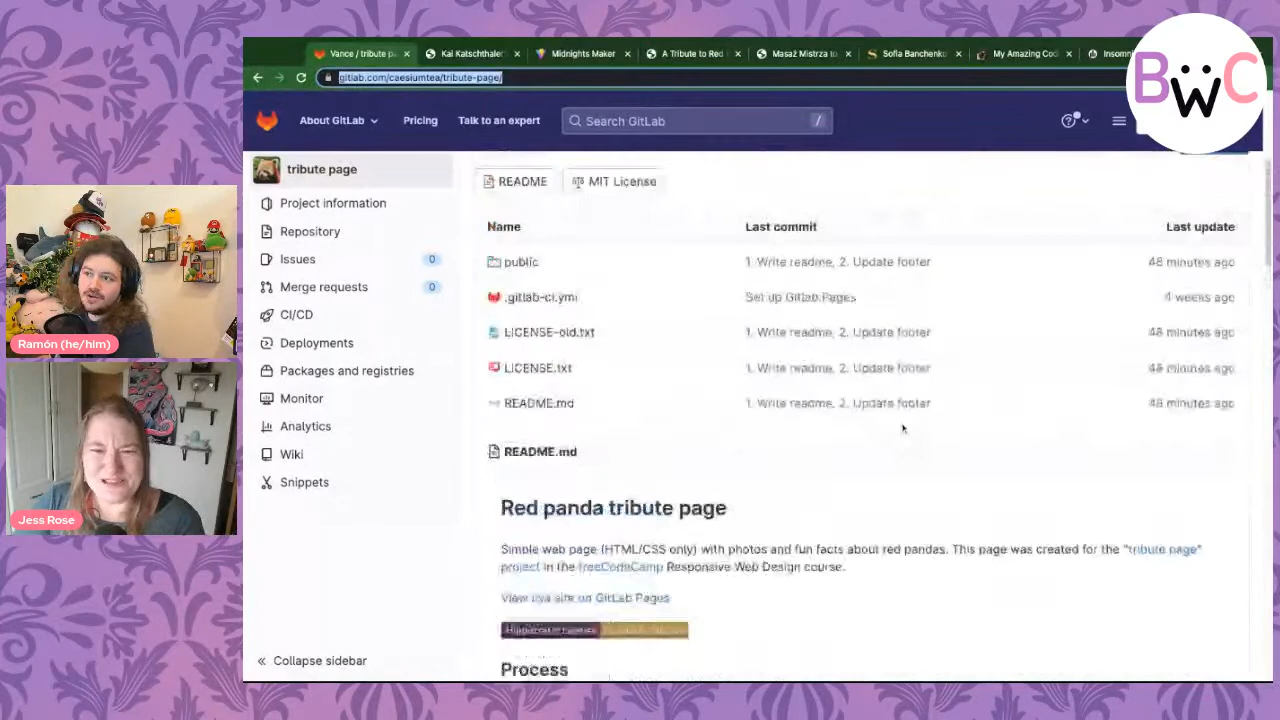 Vance / tribute p
Kai Katschthaler
Midnights Maker
A Tribute to Red
Masaż Mistrza to
Sofia Banchenko
My Amazing Cod
Insomni
BwC
gitlab.com/caesiumtea/tribute-page/
About GitLab
Pricing
Talk to an expert
Search GitLab
/
tribute page
Project information
Repository
Issues 0
Merge requests 0
CI/CD
Deployments
Packages and registries
Monitor
Analytics
Wiki
Snippets
Collapse sidebar
README
MIT License
Name Last commit Last update
public 1. Write readme, 2. Update footer 48 minutes ago
.gitlab-ci.yml Set up Gitlab Pages 4 weeks ago
LICENSE-old.txt 1. Write readme, 2. Update footer 48 minutes ago
LICENSE.txt 1. Write readme, 2. Update footer 48 minutes ago
README.md 1. Write readme, 2. Update footer 48 minutes ago
README.md
Red panda tribute page
Simple web page (HTML/CSS only) with photos and fun facts about red pandas. This page was created for the "tribute page"
project in the freeCodeCamp Responsive Web Design course.
View live site on GitLab Pages
Process
Ramón (he/him)
Jess Rose